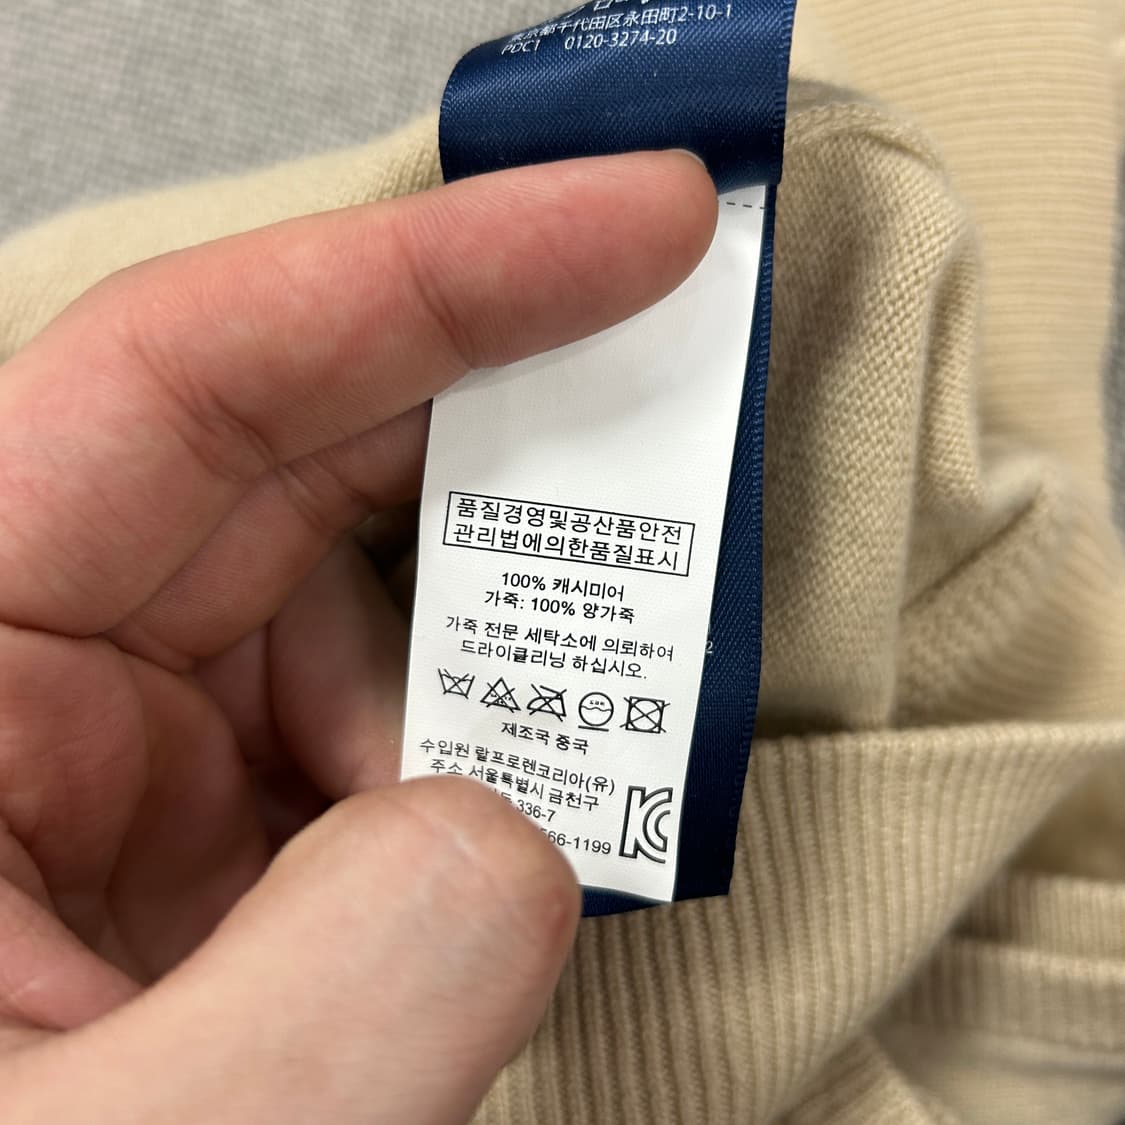 東京都千代田区永田町2-10-1
PDC1 0120-3274-20
품질경영및공산품안전
관리법에의한품질표시
100% 캐시미어
가죽: 100% 양가죽
가죽 전문 세탁소에 의뢰하여
드라이클리닝 하십시오.
제조국 중국
수입원 랄프로렌코리아(유)
주소 서울특별시 금천구
336-7
566-1199
KC
2